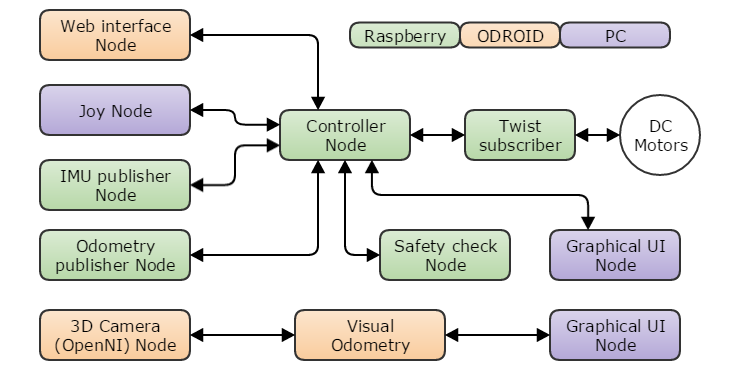 Web interface
Node
Raspberry
ODROID
PC
Joy Node
Controller
Node
Twist
subscriber
DC
Motors
IMU publisher
Node
Odometry
publisher Node
Safety check
Node
Graphical UI
Node
3D Camera
(OpenNI) Node
Visual
Odometry
Graphical UI
Node